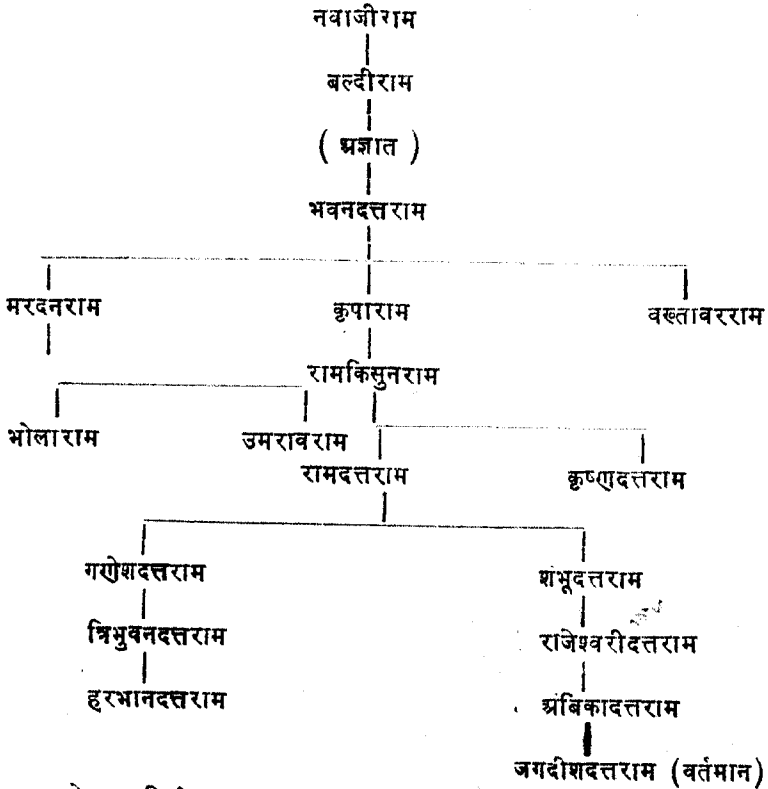 नवाजीराम
बल्दीराम
( अज्ञात )
भवनदत्तराम
मरदनराम कृपाराम वख्तावरराम
रामकिसुनराम
भोलाराम उमरावराम
रामदत्तराम कृष्णदत्तराम
गणेशदत्तराम शंभूदत्तराम
त्रिभुवनदत्तराम राजेश्वरीदत्तराम
हरभानदत्तराम अंबिकादत्तराम
जगदीशदत्तराम (वर्तमान)